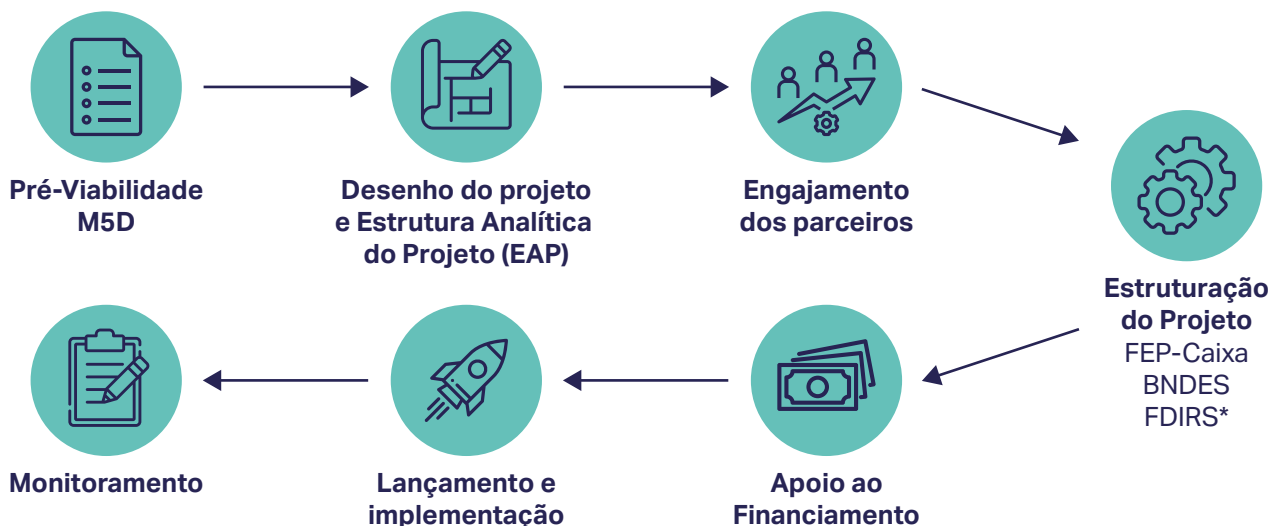 Pré-Viabilidade
M5D
Desenho do projeto
e Estrutura Analítica
do Projeto (EAP)
Engajamento
dos parceiros
Estruturação
do Projeto
FEP-Caixa
BNDES
FDIRS*
Apoio ao
Financiamento
Lançamento e
implementação
Monitoramento